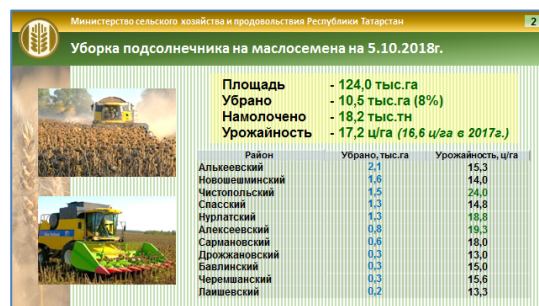 Министерство сельского хозяйства и продовольствия Республики Татарстан
2
Уборка подсолнечника на маслосемена на 5.10.2018г.
Площадь - 124,0 тыс.га
Убрано - 10,5 тыс.га (8%)
Намолочено - 18,2 тыс.тн
Урожайность - 17,2 ц/га (16,6 ц/га в 2017г.)
Район Убрано, тыс.га Урожайность, ц/га
Алькеевский 2,1 15,3
Новошешминский 1,6 14,0
Чистопольский 1,5 24,0
Спасский 1,3 14,8
Нурлатский 1,3 18,8
Алексеевский 0,8 19,3
Сармановский 0,6 18,0
Дрожжановский 0,3 13,0
Бавлинский 0,3 15,0
Черемшанский 0,3 15,6
Лаишевский 0,2 13,3